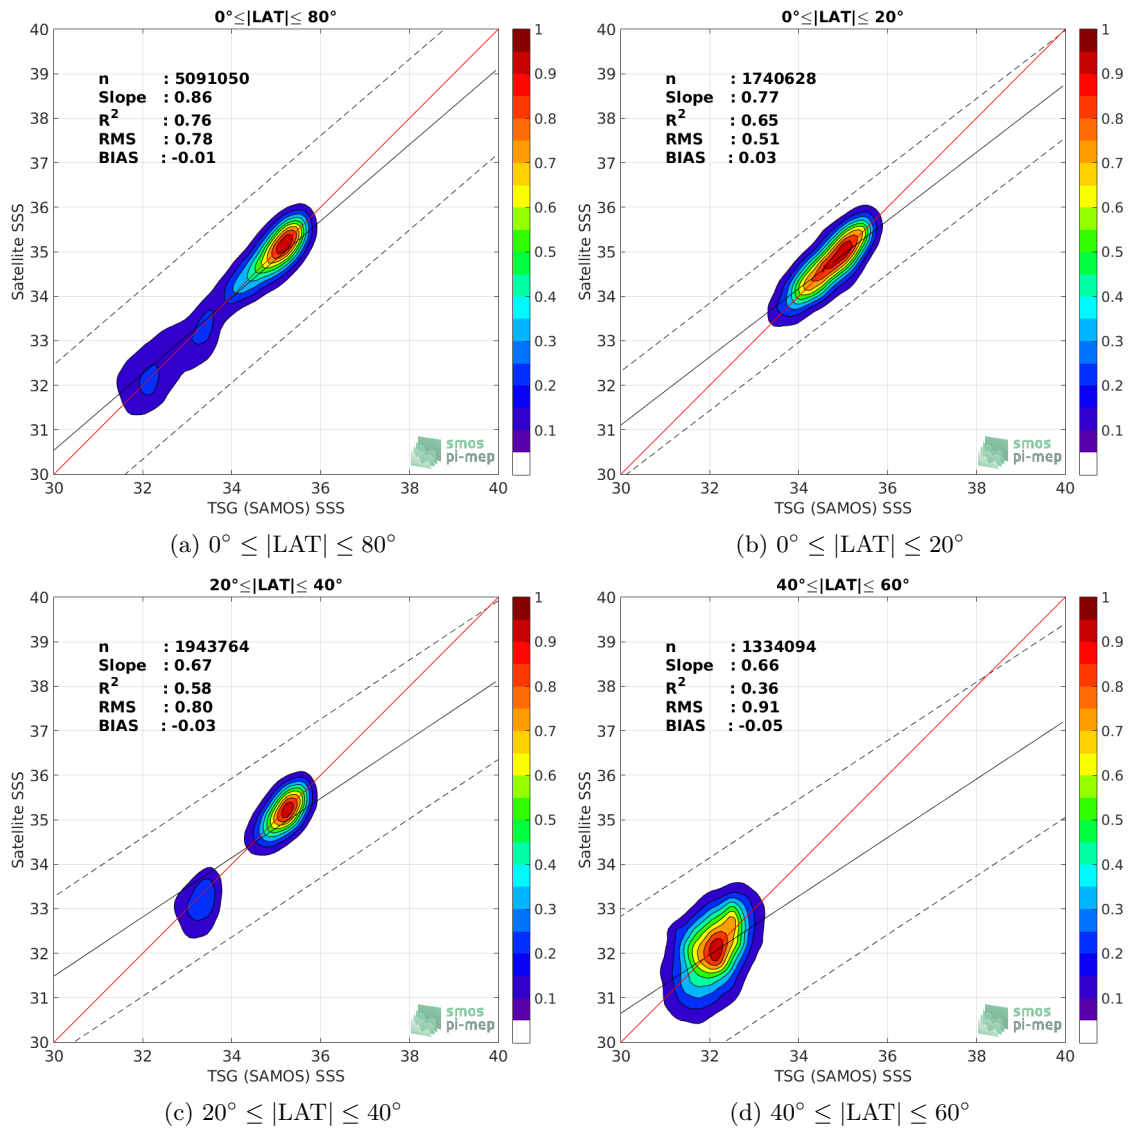 0°≤|LAT|≤ 80°
n : 5091050
Slope : 0.86
R2 : 0.76
RMS : 0.78
BIAS : -0.01
40
39
38
37
36
35
34
33
32
31
30
Satellite SSS
30 32 34 36 38 40
TSG (SAMOS) SSS
1
0.9
0.8
0.7
0.6
0.5
0.4
0.3
0.2
0.1
smos
pi-mep
(a) 0° ≤ |LAT| ≤ 80°
0°≤|LAT|≤ 20°
n : 1740628
Slope : 0.77
R2 : 0.65
RMS : 0.51
BIAS : 0.03
40
39
38
37
36
35
34
33
32
31
30
Satellite SSS
30 32 34 36 38 40
TSG (SAMOS) SSS
1
0.9
0.8
0.7
0.6
0.5
0.4
0.3
0.2
0.1
smos
pi-mep
(b) 0° ≤ |LAT| ≤ 20°
20°≤|LAT|≤ 40°
n : 1943764
Slope : 0.67
R2 : 0.58
RMS : 0.80
BIAS : -0.03
40
39
38
37
36
35
34
33
32
31
30
Satellite SSS
30 32 34 36 38 40
TSG (SAMOS) SSS
1
0.9
0.8
0.7
0.6
0.5
0.4
0.3
0.2
0.1
smos
pi-mep
(c) 20° ≤ |LAT| ≤ 40°
40°≤|LAT|≤ 60°
n : 1334094
Slope : 0.66
R2 : 0.36
RMS : 0.91
BIAS : -0.05
40
39
38
37
36
35
34
33
32
31
30
Satellite SSS
30 32 34 36 38 40
TSG (SAMOS) SSS
1
0.9
0.8
0.7
0.6
0.5
0.4
0.3
0.2
0.1
smos
pi-mep
(d) 40° ≤ |LAT| ≤ 60°